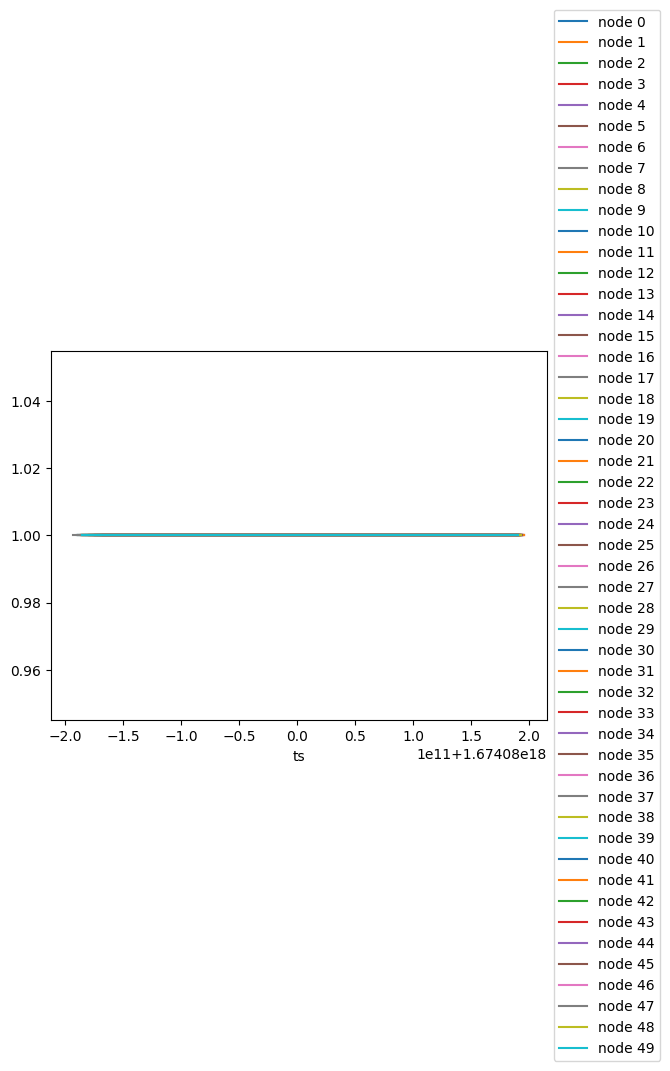 1.04
1.02
1.00
0.98
0.96
−2.0 −1.5 −1.0 −0.5 0.0 0.5 1.0 1.5 2.0
ts
1e11+1.67408e18
node 0
node 1
node 2
node 3
node 4
node 5
node 6
node 7
node 8
node 9
node 10
node 11
node 12
node 13
node 14
node 15
node 16
node 17
node 18
node 19
node 20
node 21
node 22
node 23
node 24
node 25
node 26
node 27
node 28
node 29
node 30
node 31
node 32
node 33
node 34
node 35
node 36
node 37
node 38
node 39
node 40
node 41
node 42
node 43
node 44
node 45
node 46
node 47
node 48
node 49